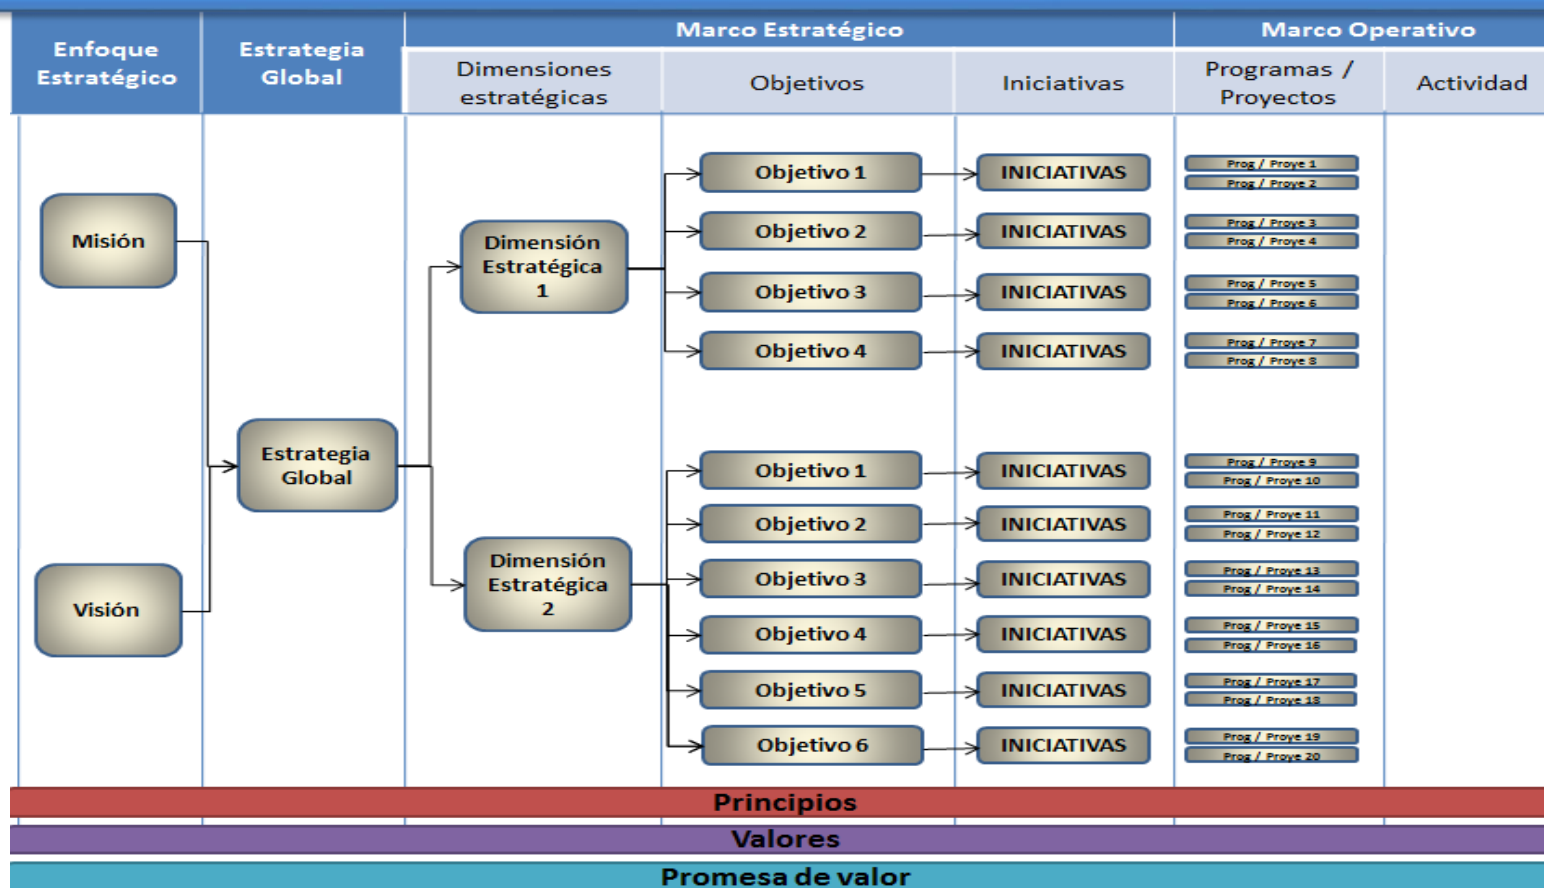 Enfoque
Estratégico
Estrategia
Global
Marco Estratégico
Marco Operativo
Dimensiones
estratégicas
Objetivos
Iniciativas
Programas /
Proyectos
Actividad
Misión
Visión
Estrategia
Global
Dimensión
Estratégica
1
Objetivo 1
INICIATIVAS
Prog / Proye 1
Prog / Proye 2
Objetivo 2
INICIATIVAS
Prog / Proye 3
Prog / Proye 4
Objetivo 3
INICIATIVAS
Prog / Proye 5
Prog / Proye 6
Objetivo 4
INICIATIVAS
Prog / Proye 7
Prog / Proye 8
Dimensión
Estratégica
2
Objetivo 1
INICIATIVAS
Prog / Proye 9
Prog / Proye 10
Objetivo 2
INICIATIVAS
Prog / Proye 11
Prog / Proye 12
Objetivo 3
INICIATIVAS
Prog / Proye 13
Prog / Proye 14
Objetivo 4
INICIATIVAS
Prog / Proye 15
Prog / Proye 16
Objetivo 5
INICIATIVAS
Prog / Proye 17
Prog / Proye 18
Objetivo 6
INICIATIVAS
Prog / Proye 19
Prog / Proye 20
Principios
Valores
Promesa de valor